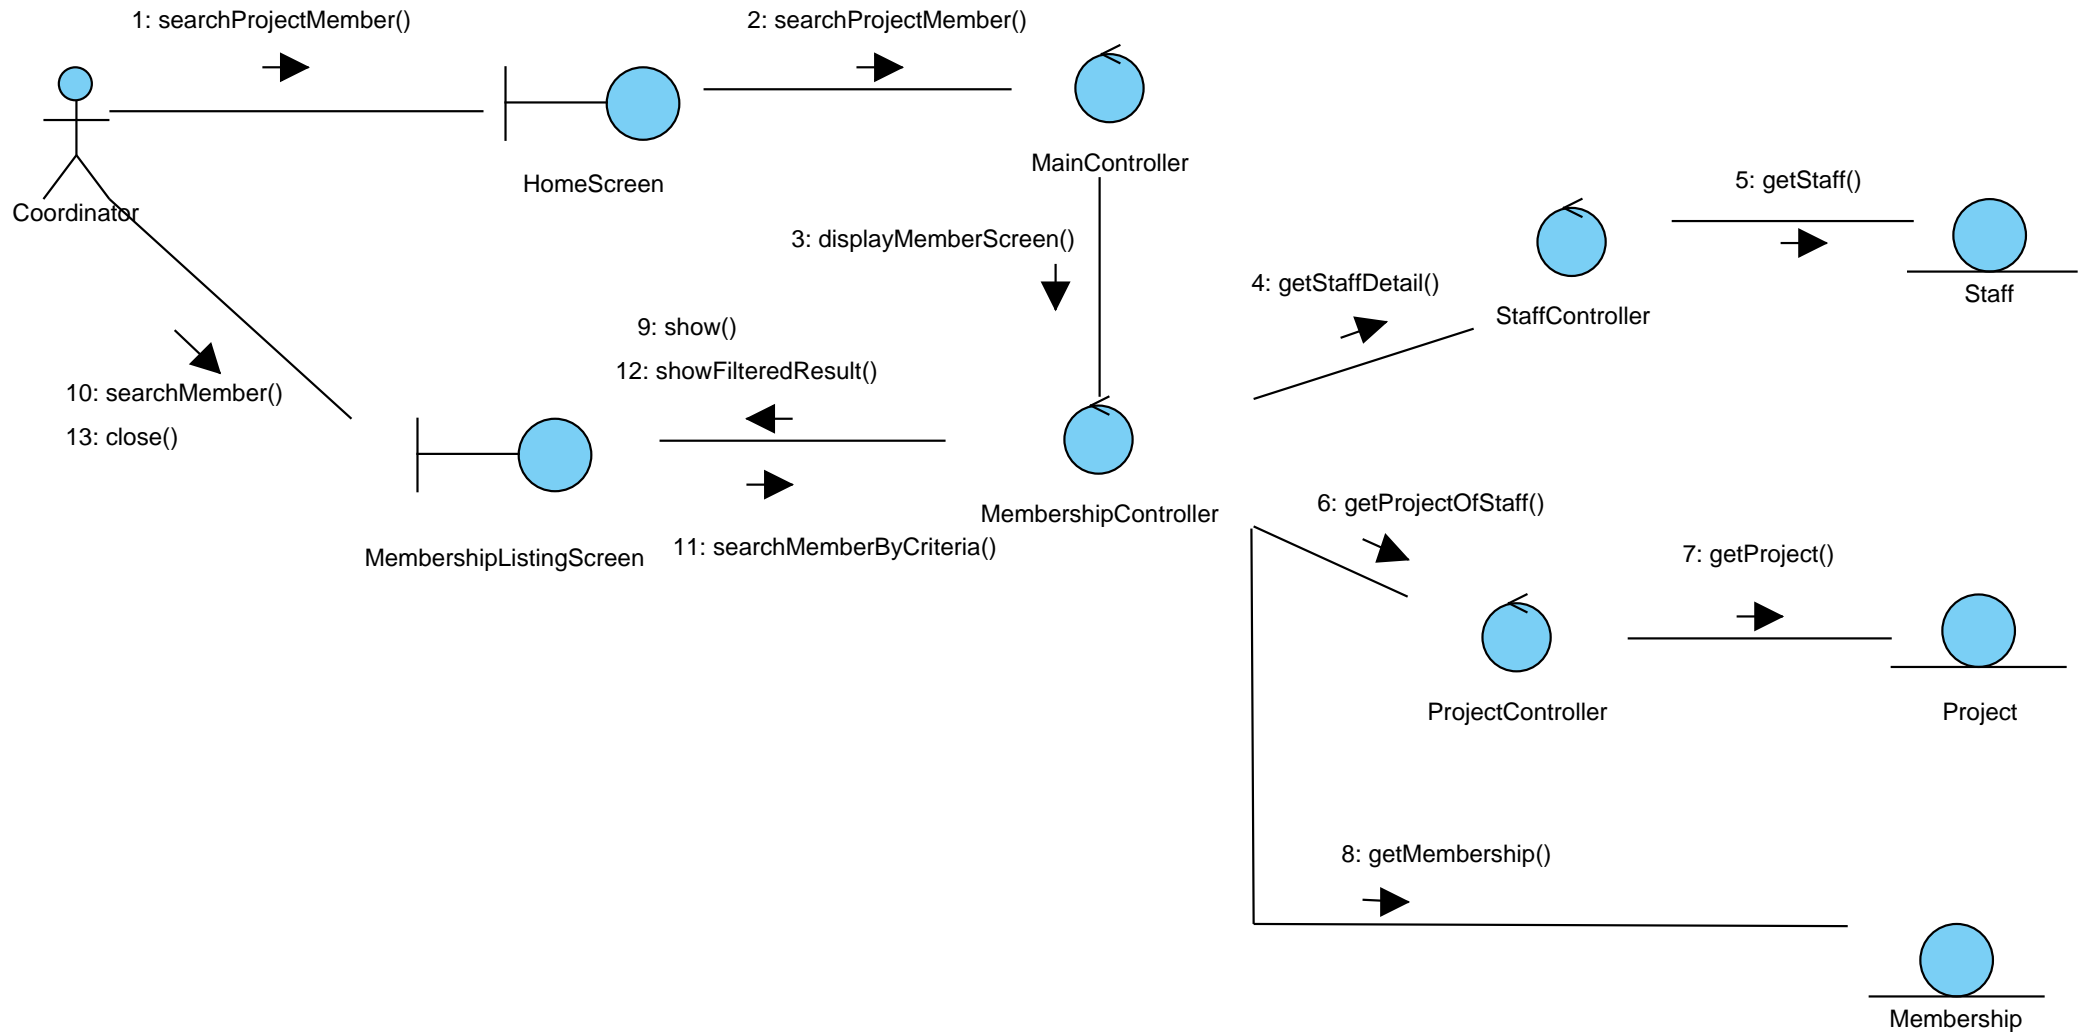 1: searchProjectMember()
2: searchProjectMember()
MainController
HomeScreen
5: getStaff()
Coordinator
3: displayMemberScreen()
4: getStaffDetail()
Staff
StaffController
9: show()
12: showFilteredResult()
10: searchMember()
13: close()
MembershipController
6: getProjectOfStaff()
11: searchMemberByCriteria()
MembershipListingScreen
7: getProject()
ProjectController
Project
8: getMembership()
Membership